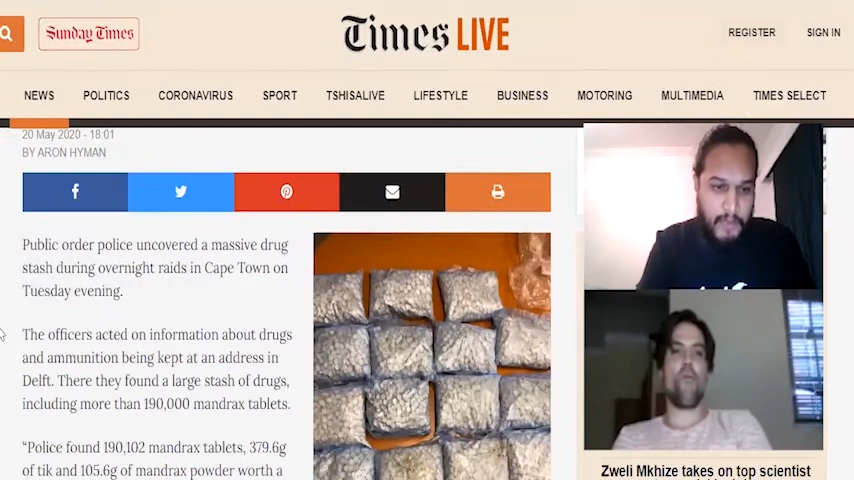 Sunday Times
Times LIVE
REGISTER
SIGN IN
NEWS
POLITICS
CORONAVIRUS
SPORT
TSHISALIVE
LIFESTYLE
BUSINESS
MOTORING
MULTIMEDIA
TIMES SELECT
20 May 2020 - 18:01
BY ARON HYMAN
Public order police uncovered a massive drug
stash during overnight raids in Cape Town on
Tuesday evening.
The officers acted on information about drugs
and ammunition being kept at an address in
Delft. There they found a large stash of drugs,
including more than 190,000 mandrax tablets.
“Police found 190,102 mandrax tablets, 379.6g
of tik and 105.6g of mandrax powder worth a
Zweli Mkhize takes on top scientist